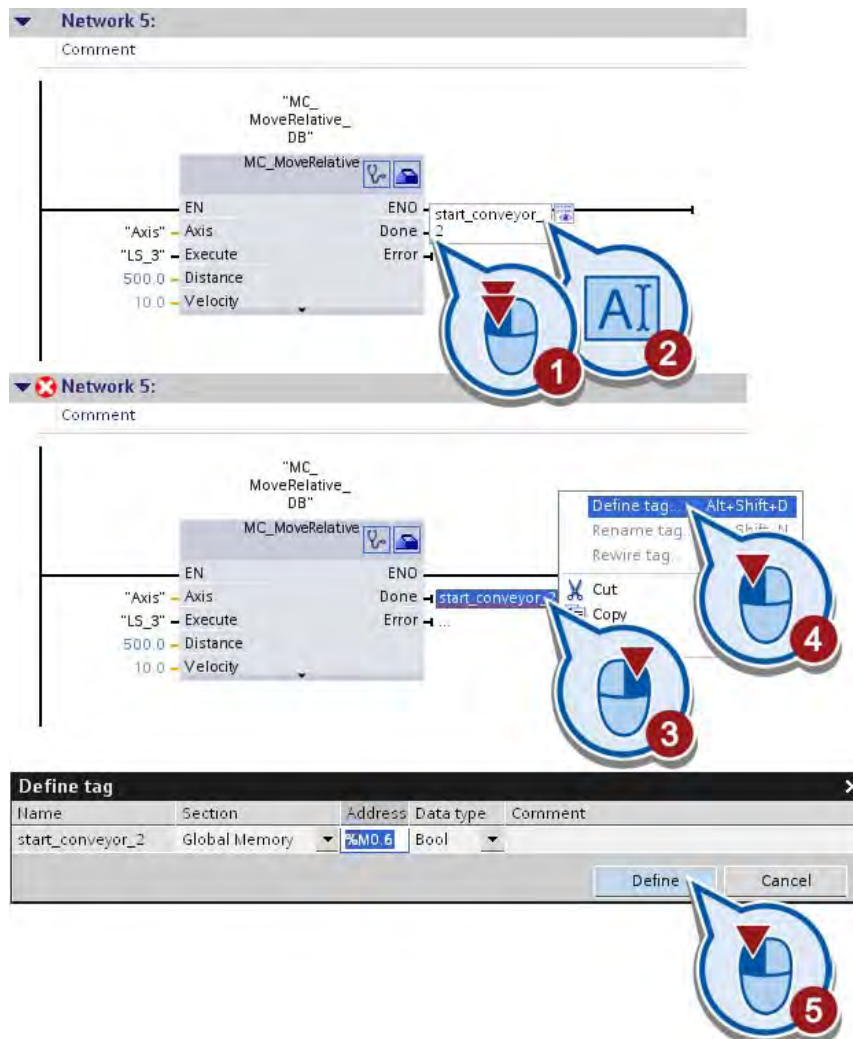 Network 5:
Comment
"MC_
MoveRelative_
DB"
MC_MoveRelative
EN ENO
start_conveyor_
2
"Axis" Axis Done
"LS_3" Execute Error
500.0 Distance
10.0 Velocity
AI
1
2
Network 5:
Comment
"MC_
MoveRelative_
DB"
MC_MoveRelative
Define tag... Alt+Shift+D
Rename tag...
Rewire tag...
Cut
Copy
EN ENO
"Axis" Axis Done start_conveyor_2
"LS_3" Execute Error ...
500.0 Distance
10.0 Velocity
4
3
Define tag
Name Section Address Data type Comment
start_conveyor_2 Global Memory %M0.6 Bool
Define Cancel
5